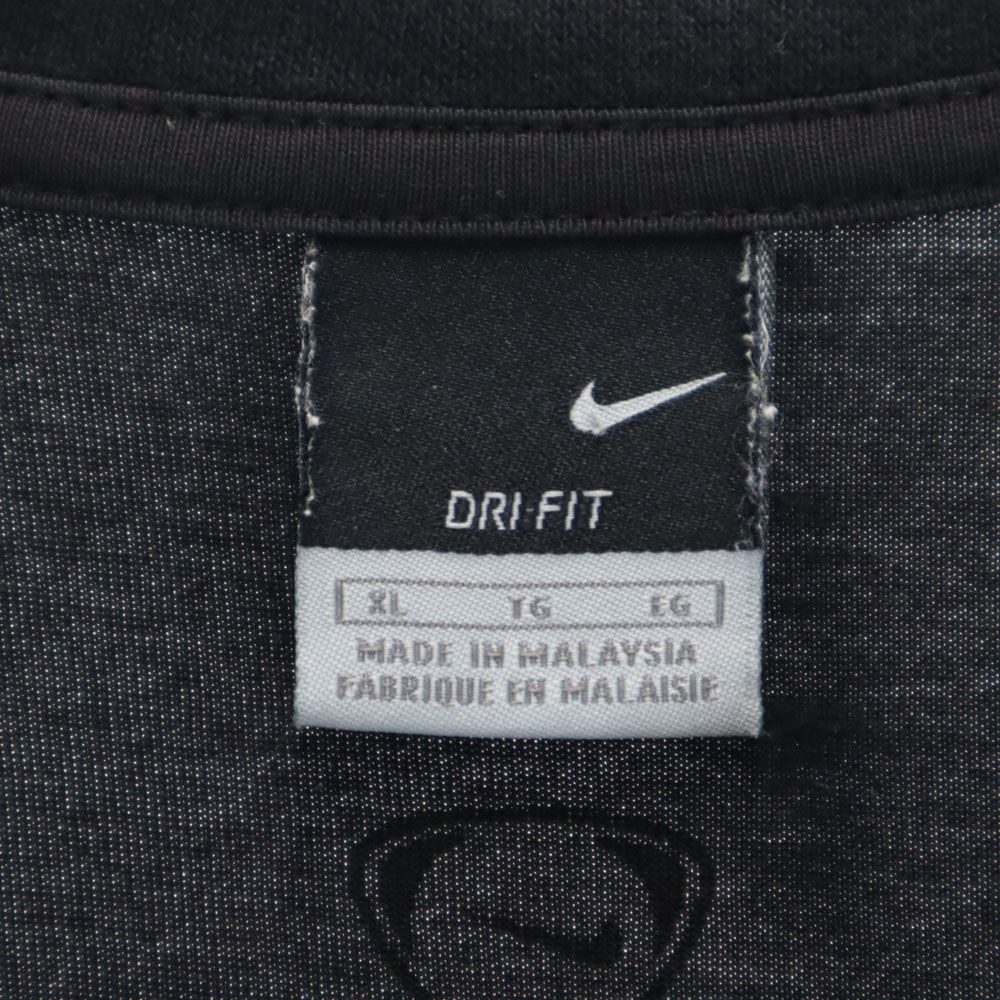 DRI-FIT
XL TG EG
MADE IN MALAYSIA
FABRIQUE EN MALAISIE